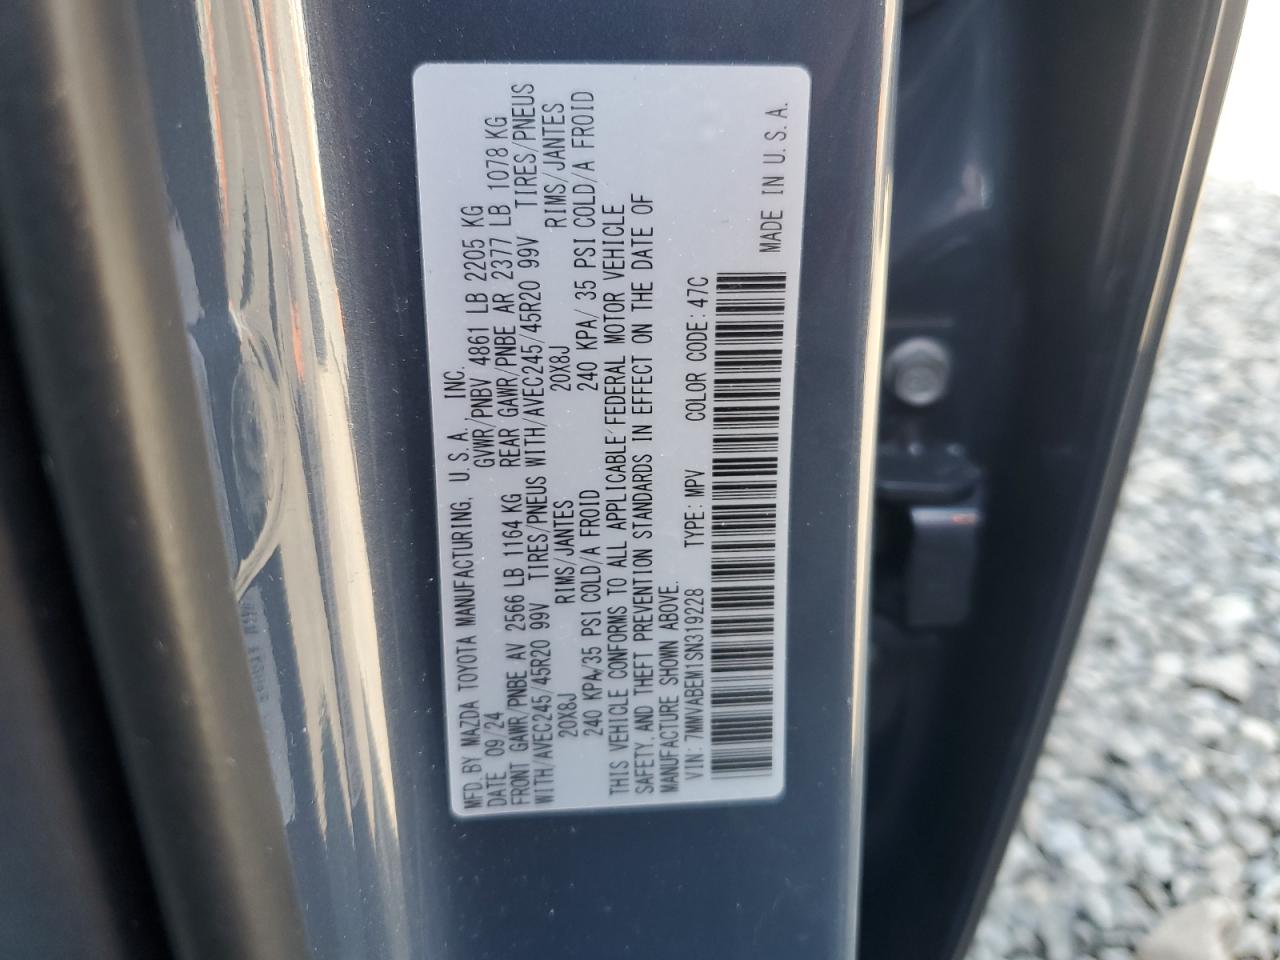 MFD. BY MAZDA TOYOTA MANUFACTURING, U.S.A., INC.
DATE 09/24 GVWR/PNBV 4861 LB 2205 KG
FRONT GAWR/PNBE AV 2566 LB 1164 KG REAR GAWR/PNBE AR 2377 LB 1078 KG
WITH/AVEC245/45R20 99V TIRES/PNEUS WITH/AVEC245/45R20 99V TIRES/PNEUS
20X8J RIMS/JANTES 20X8J RIMS/JANTES
240 KPA/35 PSI COLD/A FROID 240 KPA/ 35 PSI COLD/A FROID
THIS VEHICLE CONFORMS TO ALL APPLICABLE FEDERAL MOTOR VEHICLE
SAFETY, AND THEFT PREVENTION STANDARDS IN EFFECT ON THE DATE OF
MANUFACTURE SHOWN ABOVE.
VIN: 7MMVABEM1SN319228 TYPE: MPV COLOR CODE: 47C
MADE IN U.S.A.